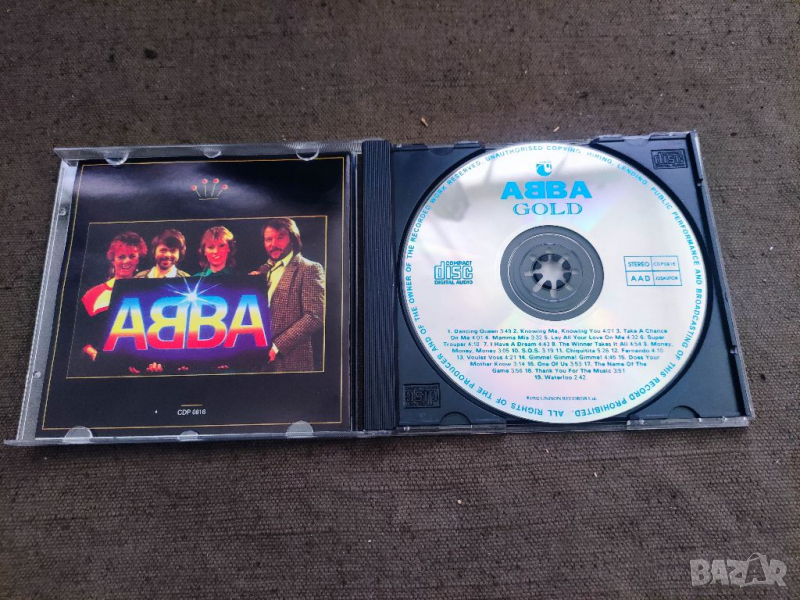 ABBA
CDP 6816
ABBA
GOLD
COMPACT
disc
DIGITAL AUDIO
STEREO
AAD
1. Dancing Queen 3:43 2. Knowing Me, Knowing You 4:01 3. Take A Chance
On Me 4:01 4. Mamma Mia 3:32 5. Lay All Your Love On Me 4:32 6. Super
Trouper 4:10 7. I Have A Dream 4:42 8. The Winner Takes It All 4:54 9. Money,
Money, Money 3:05 10. S.O.S. 3:19 11. Chiquitita 5:26 12. Fernando 4:10
13. Voulez Vous 4:21 14. Gimme! Gimme! Gimme! 4:46 15. Does Your
Mother Know 3:14 16. One Of Us 3:53 17. The Name Of The
Game 3:56 18. Thank You For The Music 3:51
19. Waterloo 2:42
ALL RIGHTS OF THE PRODUCER AND OF THE OWNER OF THE RECORDED WORK RESERVED. UNAUTHORISED COPYING, HIRING, LENDING, PUBLIC PERFORMANCE AND BROADCASTING OF THIS RECORD PROHIBITED.
BAZAR